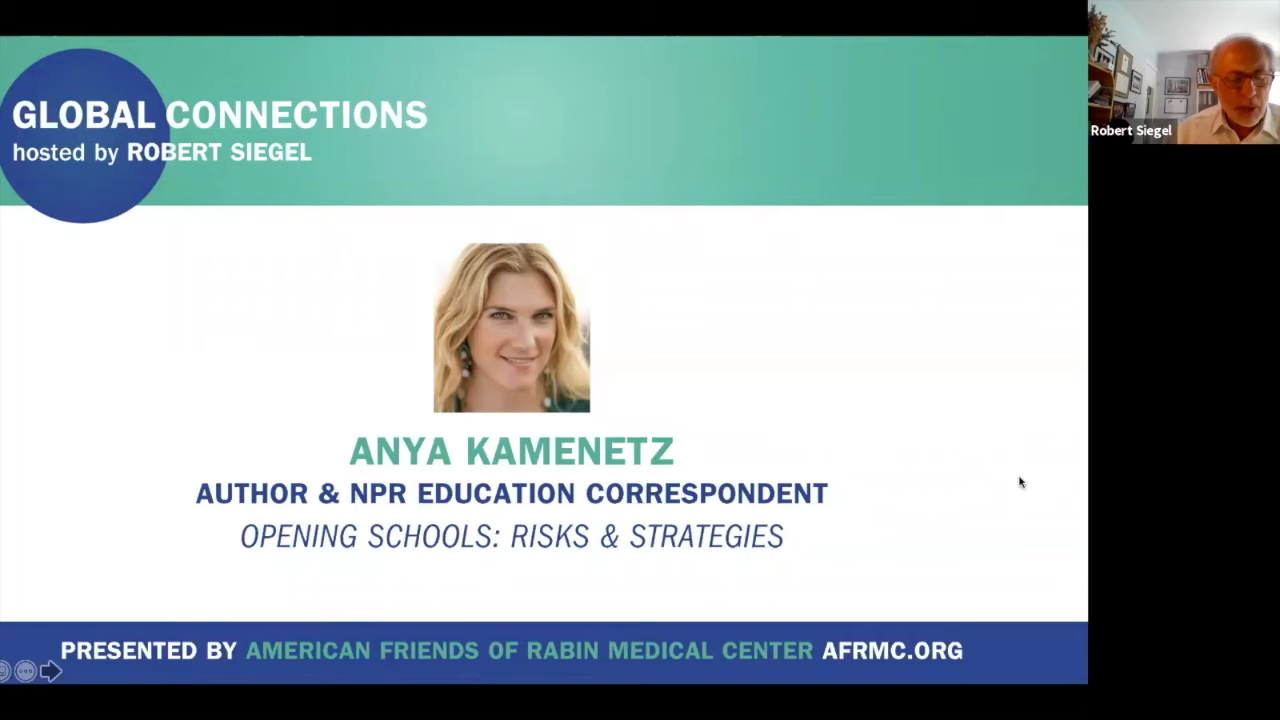 GLOBAL CONNECTIONS
hosted by ROBERT SIEGEL
Robert Siegel
ANYA KAMENETZ
AUTHOR & NPR EDUCATION CORRESPONDENT
OPENING SCHOOLS: RISKS & STRATEGIES
PRESENTED BY AMERICAN FRIENDS OF RABIN MEDICAL CENTER AFRMC.ORG